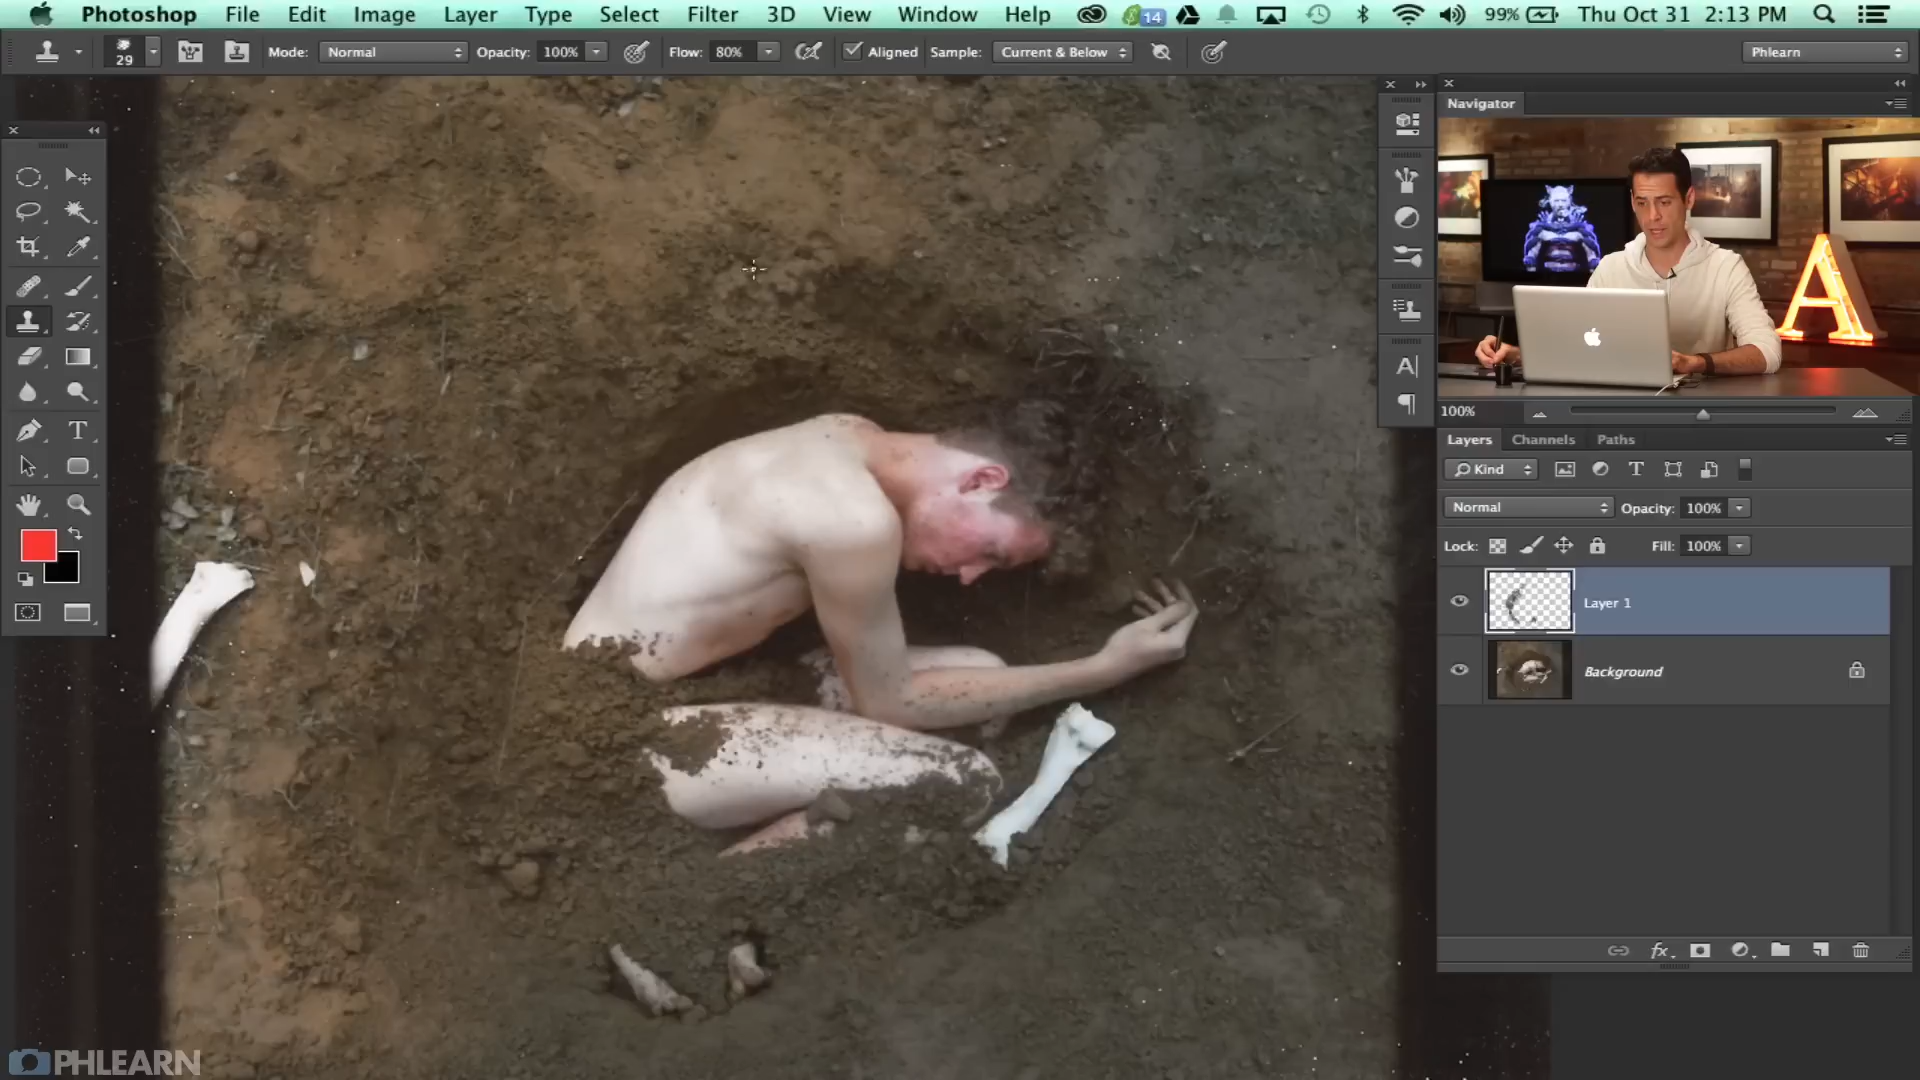 Photoshop File Edit Image Layer Type Select Filter 3D View Window Help 14 99% Thu Oct 31 2:13 PM
29 Mode: Normal Opacity: 100% Flow: 80% Aligned Sample: Current & Below Phlearn
Navigator
A
100%
Layers Channels Paths
Kind T
Normal Opacity: 100%
Lock: Fill: 100%
Layer 1
Background
fx
A
T
PHLEARN